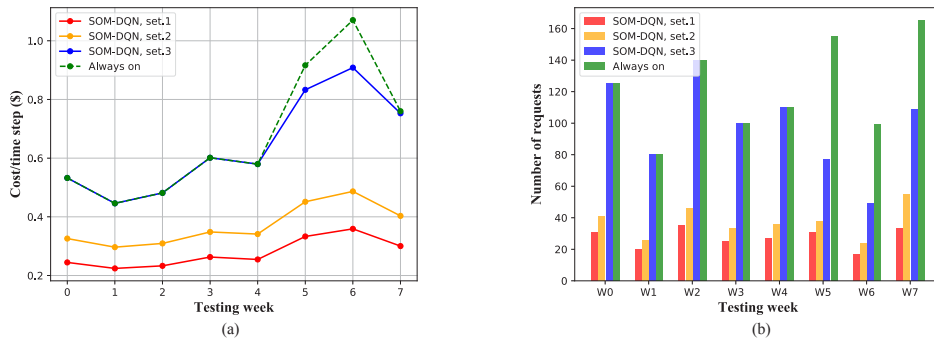 SOM-DQN, set.1
SOM-DQN, set.2
SOM-DQN, set.3
Always on
1.0
0.8
0.6
0.4
0.2
Cost/time step ($)
0 1 2 3 4 5 6 7
Testing week
(a)
SOM-DQN, set.1
SOM-DQN, set.2
SOM-DQN, set.3
Always on
160
140
120
100
80
60
40
20
0
Number of requests
W0 W1 W2 W3 W4 W5 W6 W7
Testing week
(b)